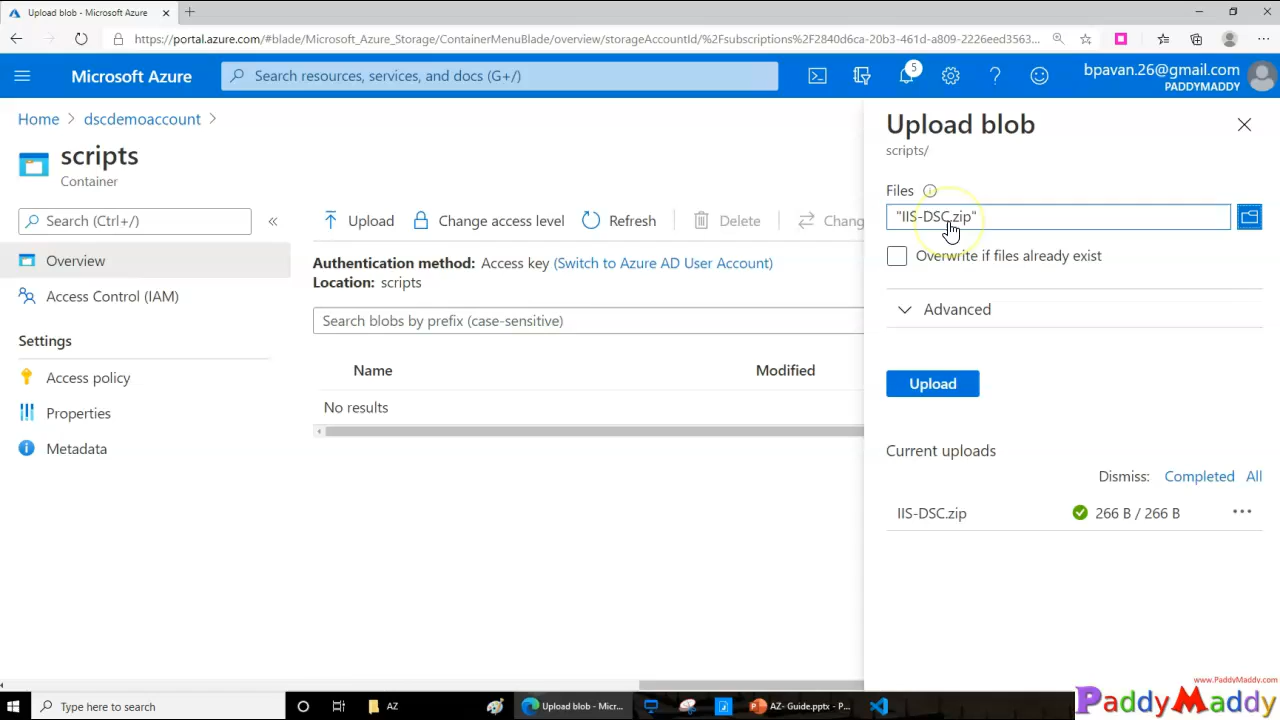 Upload blob - Microsoft Azure
https://portal.azure.com/#blade/Microsoft_Azure_Storage/ContainerMenuBlade/overview/storageAccountId/%2Fsubscriptions%2F2840d6ca-20b3-461d-a809-2226eed3563...
Microsoft Azure
Search resources, services, and docs (G+/)
5
bpavan.26@gmail.com
PADDYMADDY
Home > dscdemoaccount >
scripts
Container
Search (Ctrl+/)
«
Overview
Access Control (IAM)
Settings
Access policy
Properties
Metadata
Upload
Change access level
Refresh
Delete
Chang
Authentication method: Access key (Switch to Azure AD User Account)
Location: scripts
Search blobs by prefix (case-sensitive)
Name Modified
No results
Upload blob
scripts/
Files
"IIS-DSC.zip"
Overwrite if files already exist
Advanced
Upload
Current uploads
Dismiss: Completed All
IIS-DSC.zip 266 B / 266 B ...
Type here to search
AZ
Upload blob - Micr...
AZ- Guide.pptx - P...
www.PaddyMaddy.com
PaddyMaddy